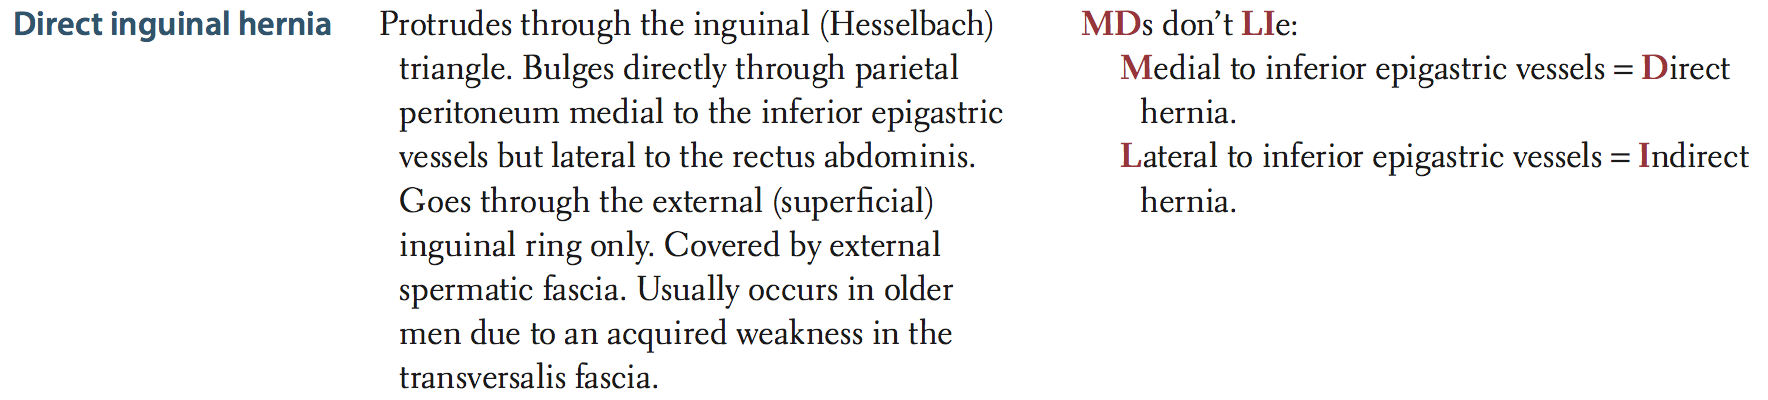 Direct inguinal hernia
Protrudes through the inguinal (Hesselbach)
triangle. Bulges directly through parietal
peritoneum medial to the inferior epigastric
vessels but lateral to the rectus abdominis.
Goes through the external (superficial)
inguinal ring only. Covered by external
spermatic fascia. Usually occurs in older
men due to an acquired weakness in the
transversalis fascia.
MDs don’t LIe:
Medial to inferior epigastric vessels = Direct
hernia.
Lateral to inferior epigastric vessels = Indirect
hernia.